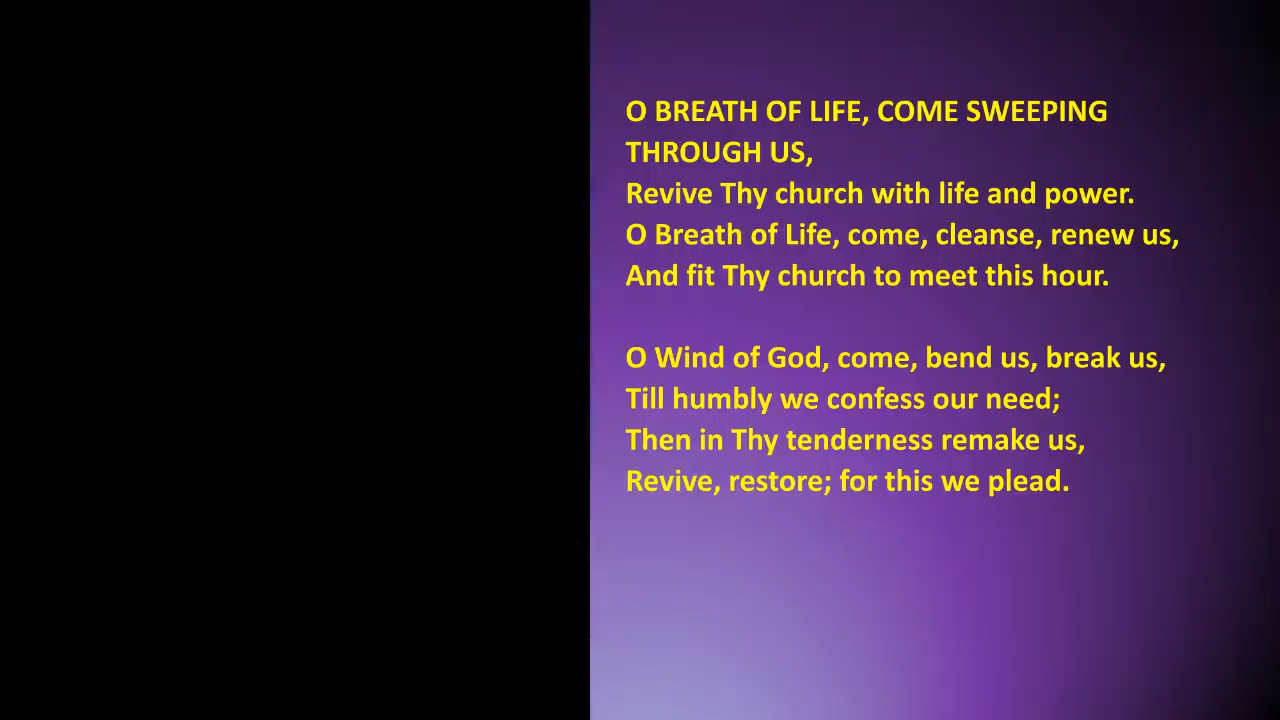 O BREATH OF LIFE, COME SWEEPING
THROUGH US,
Revive Thy church with life and power.
O Breath of Life, come, cleanse, renew us,
And fit Thy church to meet this hour.
O Wind of God, come, bend us, break us,
Till humbly we confess our need;
Then in Thy tenderness remake us,
Revive, restore; for this we plead.